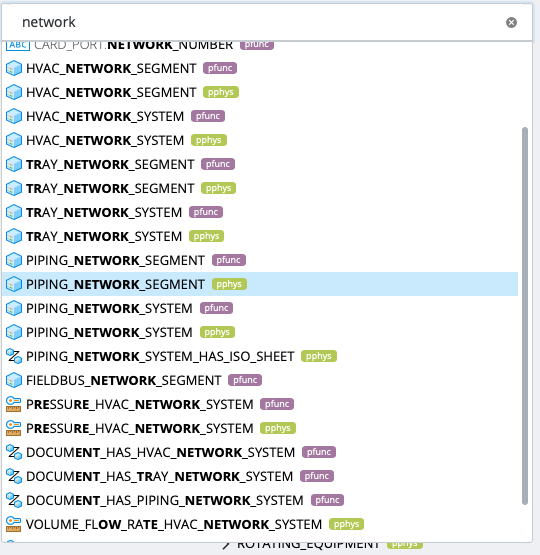 network
ABC CARD_PORT.NETWORK_NUMBER pfunc
HVAC_NETWORK_SEGMENT pfunc
HVAC_NETWORK_SEGMENT pphys
HVAC_NETWORK_SYSTEM pfunc
HVAC_NETWORK_SYSTEM pphys
TRAY_NETWORK_SEGMENT pfunc
TRAY_NETWORK_SEGMENT pphys
TRAY_NETWORK_SYSTEM pfunc
TRAY_NETWORK_SYSTEM pphys
PIPING_NETWORK_SEGMENT pfunc
PIPING_NETWORK_SEGMENT pphys
PIPING_NETWORK_SYSTEM pfunc
PIPING_NETWORK_SYSTEM pphys
PIPING_NETWORK_SYSTEM_HAS_ISO_SHEET pphys
FIELDBUS_NETWORK_SEGMENT pfunc
PRESSURE_HVAC_NETWORK_SYSTEM pfunc
PRESSURE_HVAC_NETWORK_SYSTEM pphys
DOCUMENT_HAS_HVAC_NETWORK_SYSTEM pfunc
DOCUMENT_HAS_TRAY_NETWORK_SYSTEM pfunc
DOCUMENT_HAS_PIPING_NETWORK_SYSTEM pfunc
VOLUME_FLOW_RATE_HVAC_NETWORK_SYSTEM pphys
ROTATING_EQUIPMENT pphys